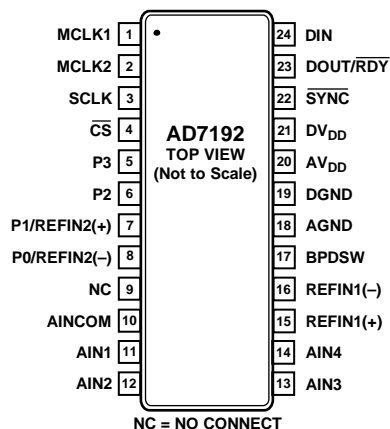 MCLK1 1
MCLK2 2
SCLK 3
CS 4
P3 5
P2 6
P1/REFIN2(+) 7
P0/REFIN2(–) 8
NC 9
AINCOM 10
AIN1 11
AIN2 12
AD7192
TOP VIEW
(Not to Scale)
24 DIN
23 DOUT/RDY
22 SYNC
21 DVDD
20 AVDD
19 DGND
18 AGND
17 BPDSW
16 REFIN1(–)
15 REFIN1(+)
14 AIN4
13 AIN3
NC = NO CONNECT